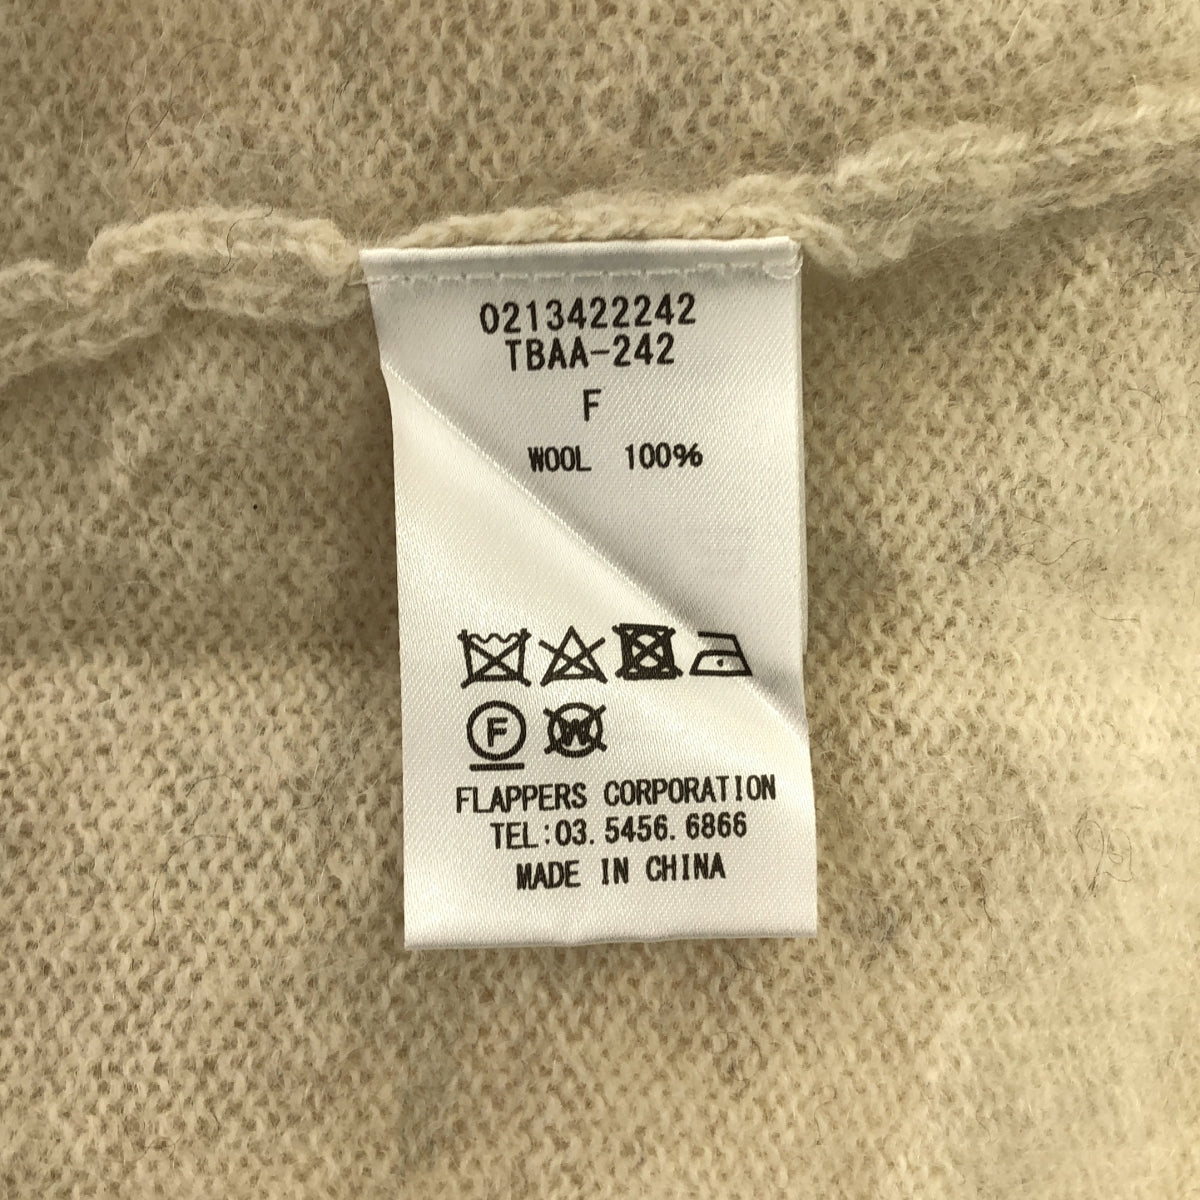 0213422242
TBAA-242
F
WOOL 100%
F W
FLAPPERS CORPORATION
TEL:03. 5456. 6866
MADE IN CHINA